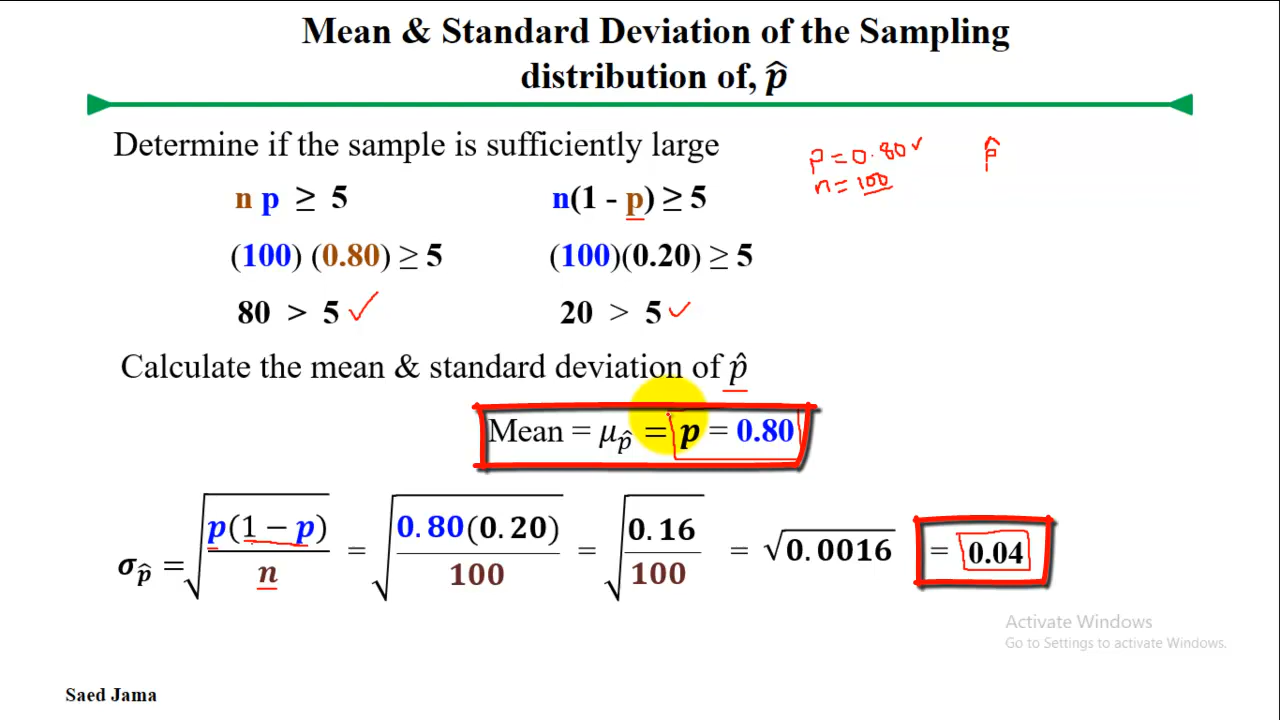 Mean & Standard Deviation of the Sampling
distribution of, p̂
Determine if the sample is sufficiently large
p = 0.80 ✓ p̂
n = 100
n p ≥ 5 n(1 - p) ≥ 5
(100) (0.80) ≥ 5 (100)(0.20) ≥ 5
80 > 5 ✓ 20 > 5 ✓
Calculate the mean & standard deviation of p̂
Mean = μp̂ = p = 0.80
σp̂ = √(p(1 − p)/n) = √(0.80(0.20)/100) = √(0.16/100) = √0.0016 = 0.04
Activate Windows
Go to Settings to activate Windows.
Saed Jama